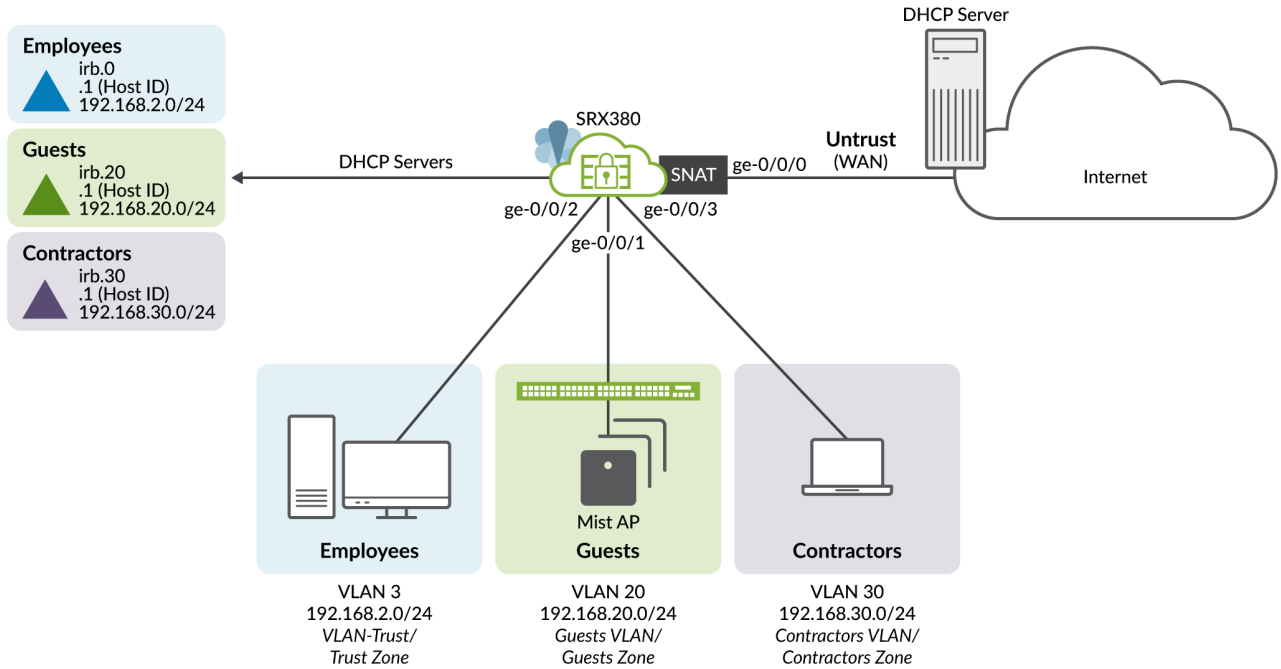 DHCP Server
Employees
irb.0
.1 (Host ID)
192.168.2.0/24
Guests
irb.20
.1 (Host ID)
192.168.20.0/24
Contractors
irb.30
.1 (Host ID)
192.168.30.0/24
DHCP Servers
SRX380
SNAT
ge-0/0/0
Untrust
(WAN)
Internet
ge-0/0/2
ge-0/0/3
ge-0/0/1
Mist AP
Employees
Guests
Contractors
VLAN 3
192.168.2.0/24
VLAN-Trust/
Trust Zone
VLAN 20
192.168.20.0/24
Guests VLAN/
Guests Zone
VLAN 30
192.168.30.0/24
Contractors VLAN/
Contractors Zone